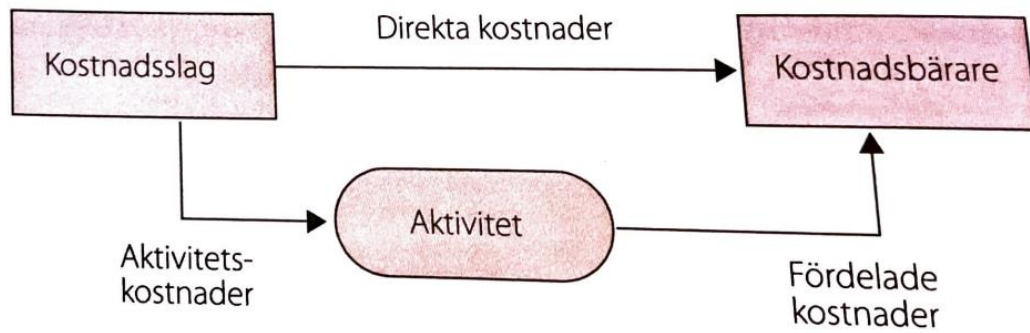 Direkta kostnader
Kostnadsslag
Kostnadsbärare
Aktivitet
Aktivitets-
kostnader
Fördelade
kostnader